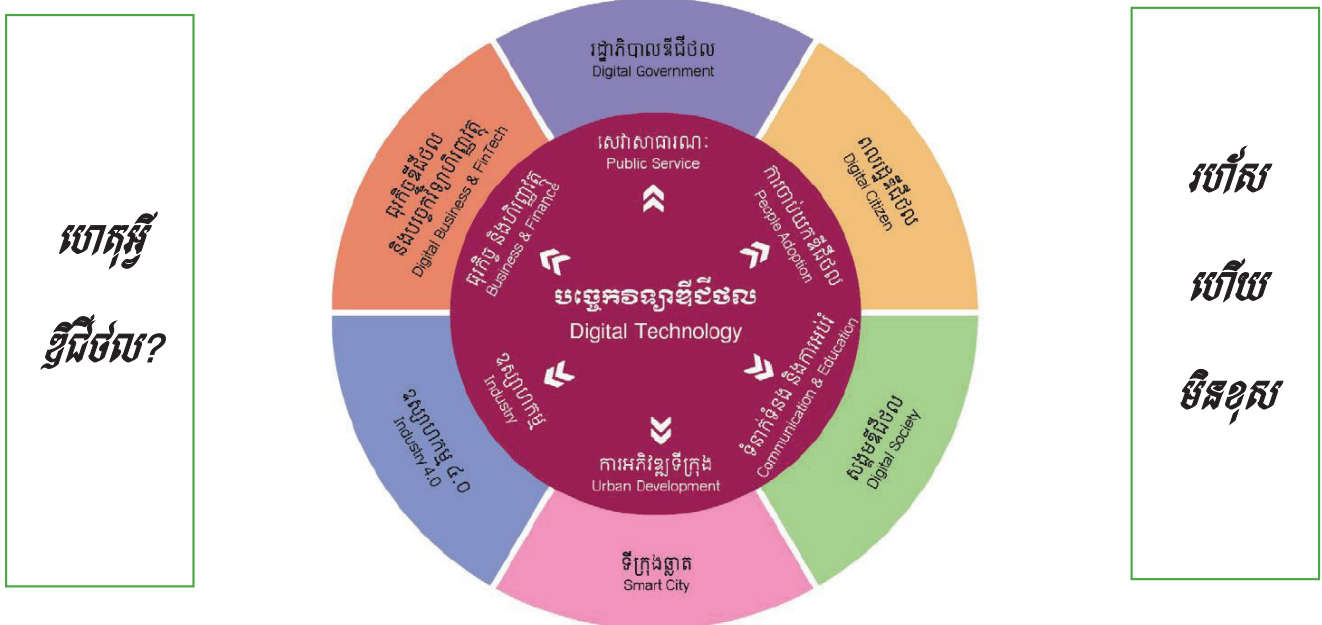 ហេតុអ្វី
ឌីជីថល?
រដ្ឋាភិបាលឌីជីថល
Digital Government
ពលរដ្ឋឌីជីថល
Digital Citizen
សង្គមឌីជីថល
Digital Society
ទីក្រុងឆ្លាត
Smart City
ឧស្សាហកម្ម ៤.០
Industry 4.0
ធុរកិច្ចឌីជីថល
និងបច្ចេកវិទ្យាហិរញ្ញវត្ថុ
Digital Business & FinTech
សេវាសាធារណៈ
Public Service
ការចាប់យកឌីជីថល
People Adoption
ទំនាក់ទំនង និងការអប់រំ
Communication & Education
ការអភិវឌ្ឍទីក្រុង
Urban Development
ឧស្សាហកម្ម
Industry
ធុរកិច្ច និងហិរញ្ញវត្ថុ
Business & Finance
បច្ចេកវិទ្យាឌីជីថល
Digital Technology
រហ័ស
ហើយ
មិនខុស